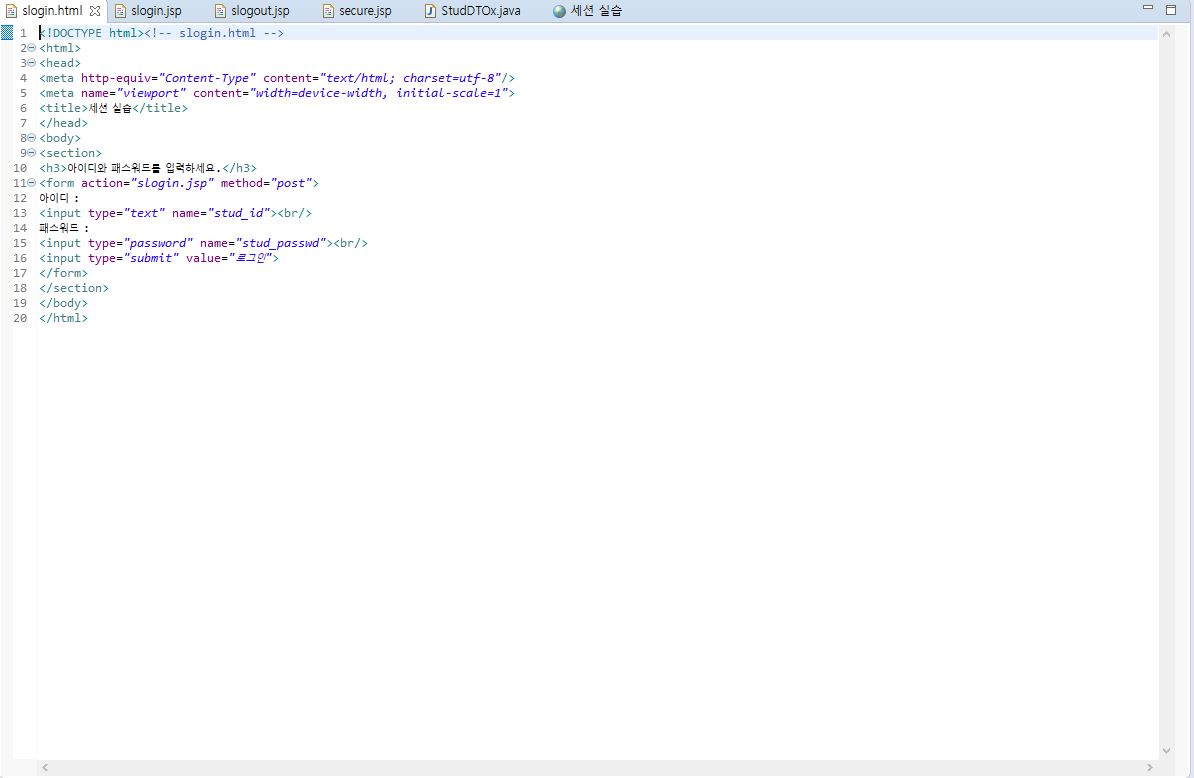 slogin.html slogin.jsp slogout.jsp secure.jsp StudDTOx.java 세션 실습
1 <!DOCTYPE html><!-- slogin.html -->
2 <html>
3 <head>
4 <meta http-equiv="Content-Type" content="text/html; charset=utf-8"/>
5 <meta name="viewport" content="width=device-width, initial-scale=1">
6 <title>세션 실습</title>
7 </head>
8 <body>
9 <section>
10 <h3>아이디와 패스워드를 입력하세요.</h3>
11 <form action="slogin.jsp" method="post">
12 아이디 :
13 <input type="text" name="stud_id"><br/>
14 패스워드 :
15 <input type="password" name="stud_passwd"><br/>
16 <input type="submit" value="로그인">
17 </form>
18 </section>
19 </body>
20 </html>